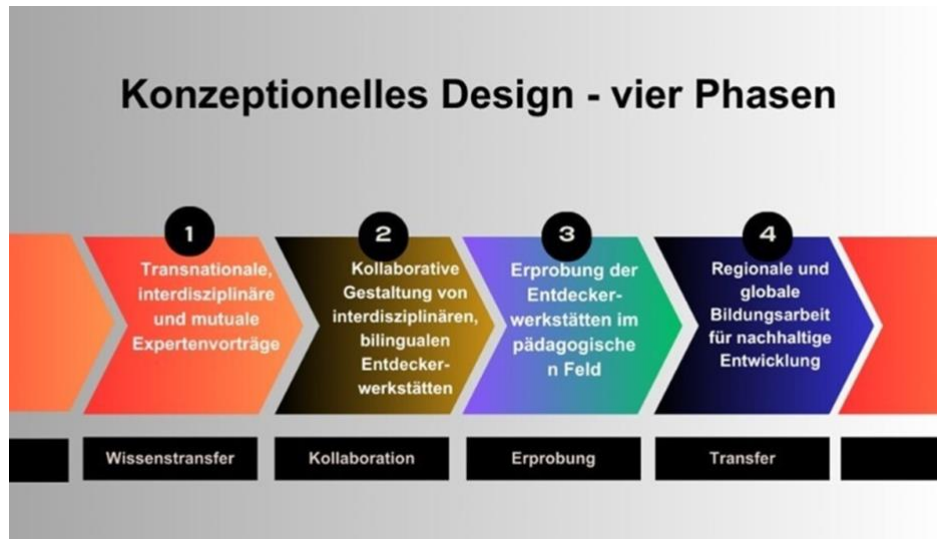 Konzeptionelles Design - vier Phasen
1
Transnationale,
interdisziplinäre
und mutuale
Expertenvorträge
2
Kollaborative
Gestaltung von
interdisziplinären,
bilingualen
Entdecker-
werkstätten
3
Erprobung der
Entdecker-
werkstätten im
pädagogische
n Feld
4
Regionale und
globale
Bildungsarbeit
für nachhaltige
Entwicklung
Wissenstransfer
Kollaboration
Erprobung
Transfer